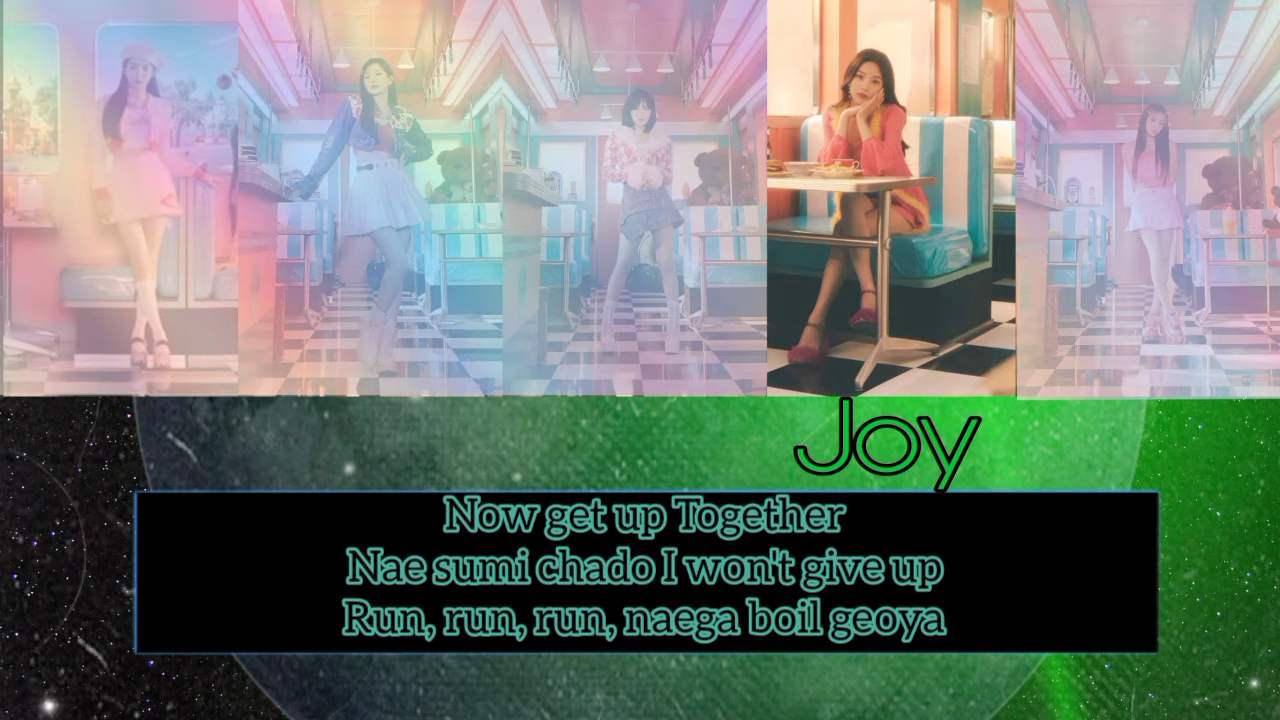 Joy
Now get up Together
Nae sumi chado I won't give up
Run, run, run, naega boil geoya